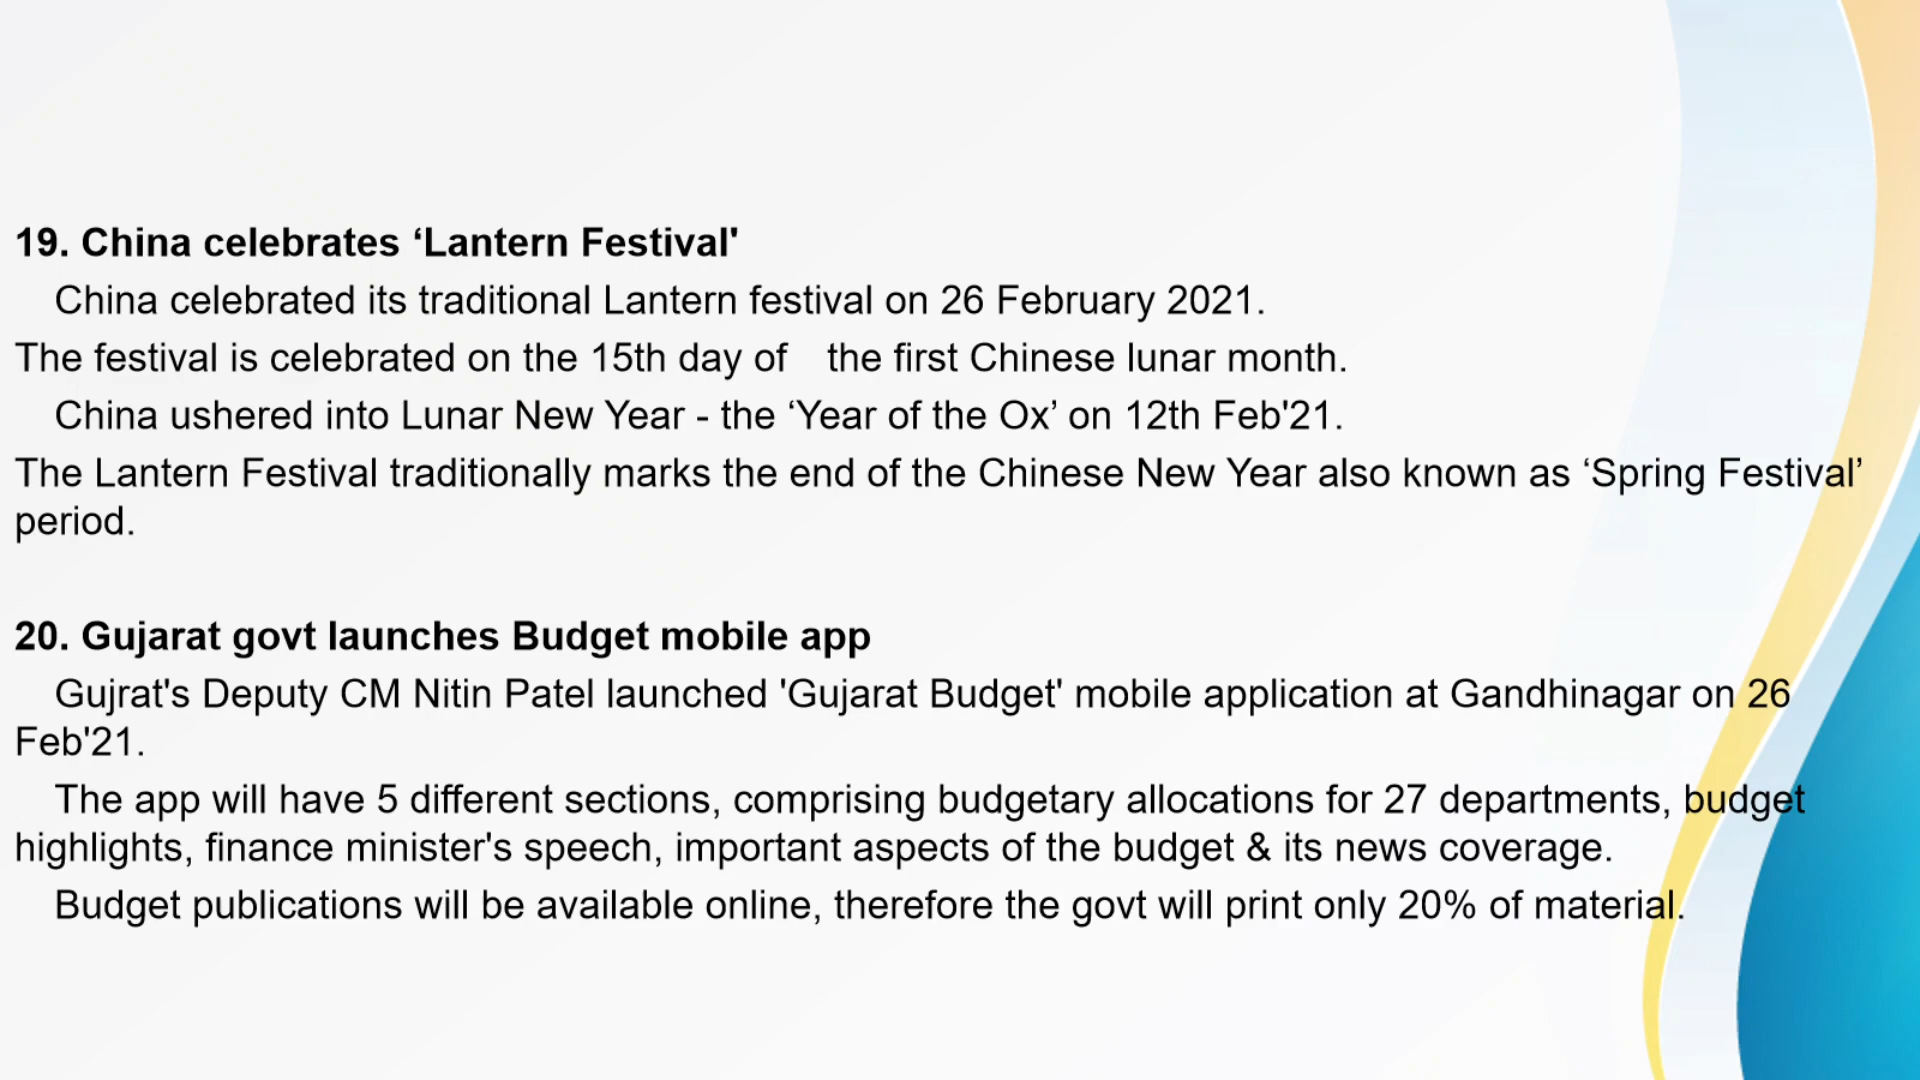 19. China celebrates ‘Lantern Festival'
China celebrated its traditional Lantern festival on 26 February 2021.
The festival is celebrated on the 15th day of the first Chinese lunar month.
China ushered into Lunar New Year - the ‘Year of the Ox’ on 12th Feb'21.
The Lantern Festival traditionally marks the end of the Chinese New Year also known as ‘Spring Festival’
period.
20. Gujarat govt launches Budget mobile app
Gujrat's Deputy CM Nitin Patel launched 'Gujarat Budget' mobile application at Gandhinagar on 26
Feb'21.
The app will have 5 different sections, comprising budgetary allocations for 27 departments, budget
highlights, finance minister's speech, important aspects of the budget & its news coverage.
Budget publications will be available online, therefore the govt will print only 20% of material.